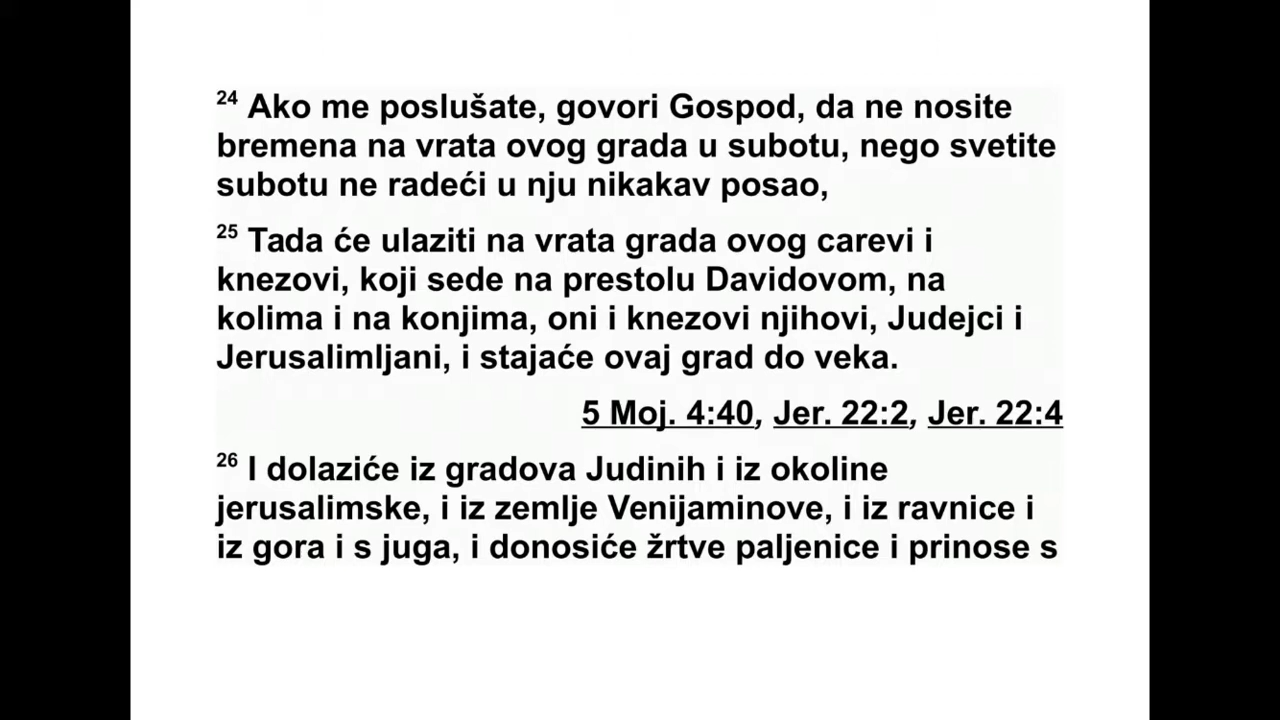 24 Ako me poslušate, govori Gospod, da ne nosite
bremena na vrata ovog grada u subotu, nego svetite
subotu ne radeći u nju nikakav posao,
25 Tada će ulaziti na vrata grada ovog carevi i
knezovi, koji sede na prestolu Davidovom, na
kolima i na konjima, oni i knezovi njihovi, Judejci i
Jerusalimljani, i stajaće ovaj grad do veka.
5 Moj. 4:40, Jer. 22:2, Jer. 22:4
26 I dolaziće iz gradova Judinih i iz okoline
jerusalimske, i iz zemlje Venijaminove, i iz ravnice i
iz gora i s juga, i donosiće žrtve paljenice i prinose s